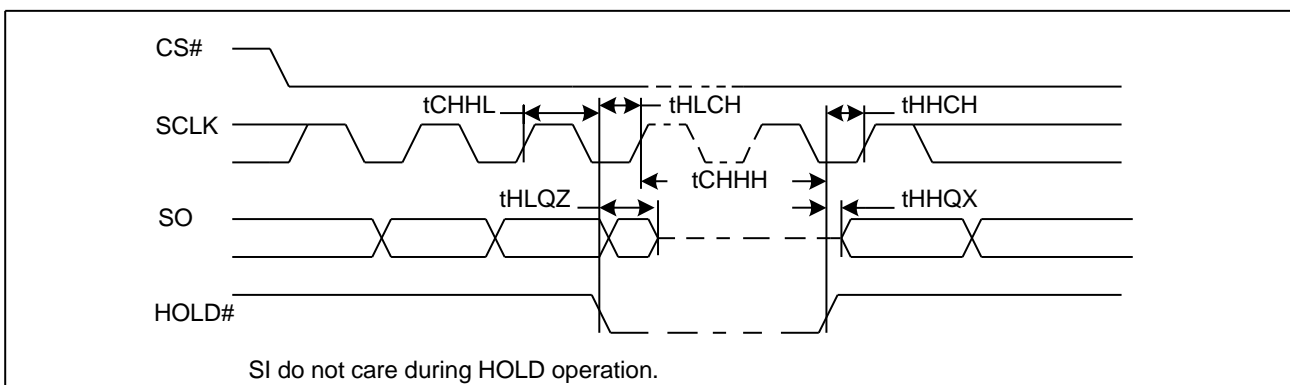 CS#
tCHHL
tHLCH
tHHCH
SCLK
tCHHH
tHLQZ
tHHQX
SO
HOLD#
SI do not care during HOLD operation.